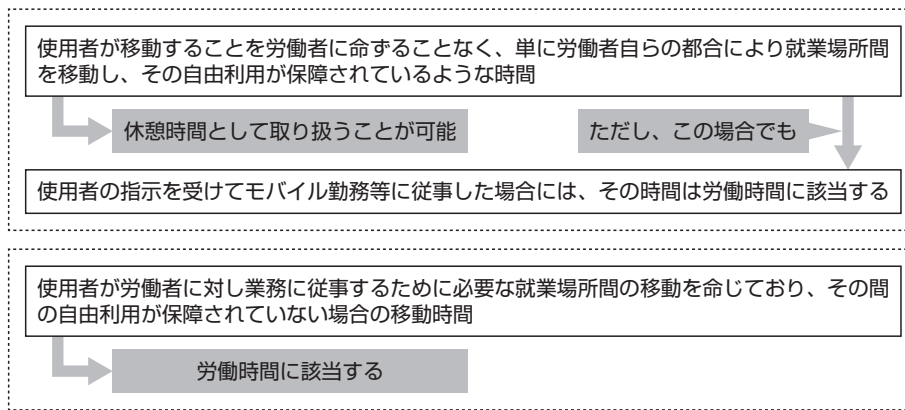 使用者が移動することを労働者に命ずることなく、単に労働者自らの都合により就業場所間
を移動し、その自由利用が保障されているような時間
休憩時間として取り扱うことが可能
ただし、この場合でも
使用者の指示を受けてモバイル勤務等に従事した場合には、その時間は労働時間に該当する
使用者が労働者に対し業務に従事するために必要な就業場所間の移動を命じており、その間
の自由利用が保障されていない場合の移動時間
労働時間に該当する